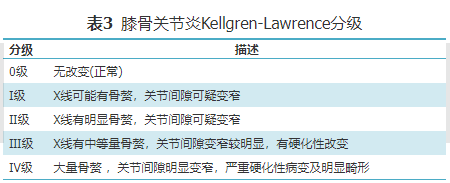 表3 膝骨关节炎Kellgren-Lawrence分级
分级 描述
0级 无改变(正常)
I级 X线可能有骨赘，关节间隙可疑变窄
II级 X线有明显骨赘，关节间隙可疑变窄
III级 X线有中等量骨赘，关节间隙变窄较明显，有硬化性改变
IV级 大量骨赘 ，关节间隙明显变窄，严重硬化性病变及明显畸形